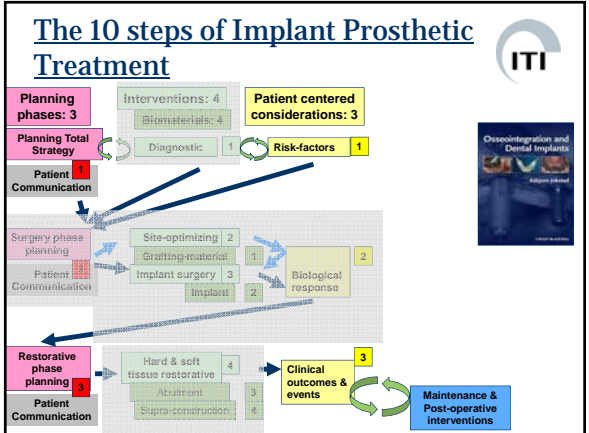 The 10 steps of Implant Prosthetic
Treatment
ITI
Planning
phases: 3
Interventions: 4
Biomaterials: 4
Patient centered
considerations: 3
Planning Total
Strategy
1
Patient
Communication
Diagnostic 1
Risk-factors 1
Osseointegration and
Dental Implants
Asbjorn Jokstad
WILEY-BLACKWELL
Surgery phase
planning
Patient
Communication
Site-optimizing 2
Grafting-material 1
Implant surgery 3
Implant 2
Biological
response
2
Restorative
phase
planning
3
Patient
Communication
Hard & soft
tissue restorative
4
Abutment 3
Supra-construction 4
Clinical
outcomes &
events
3
Maintenance &
Post-operative
interventions